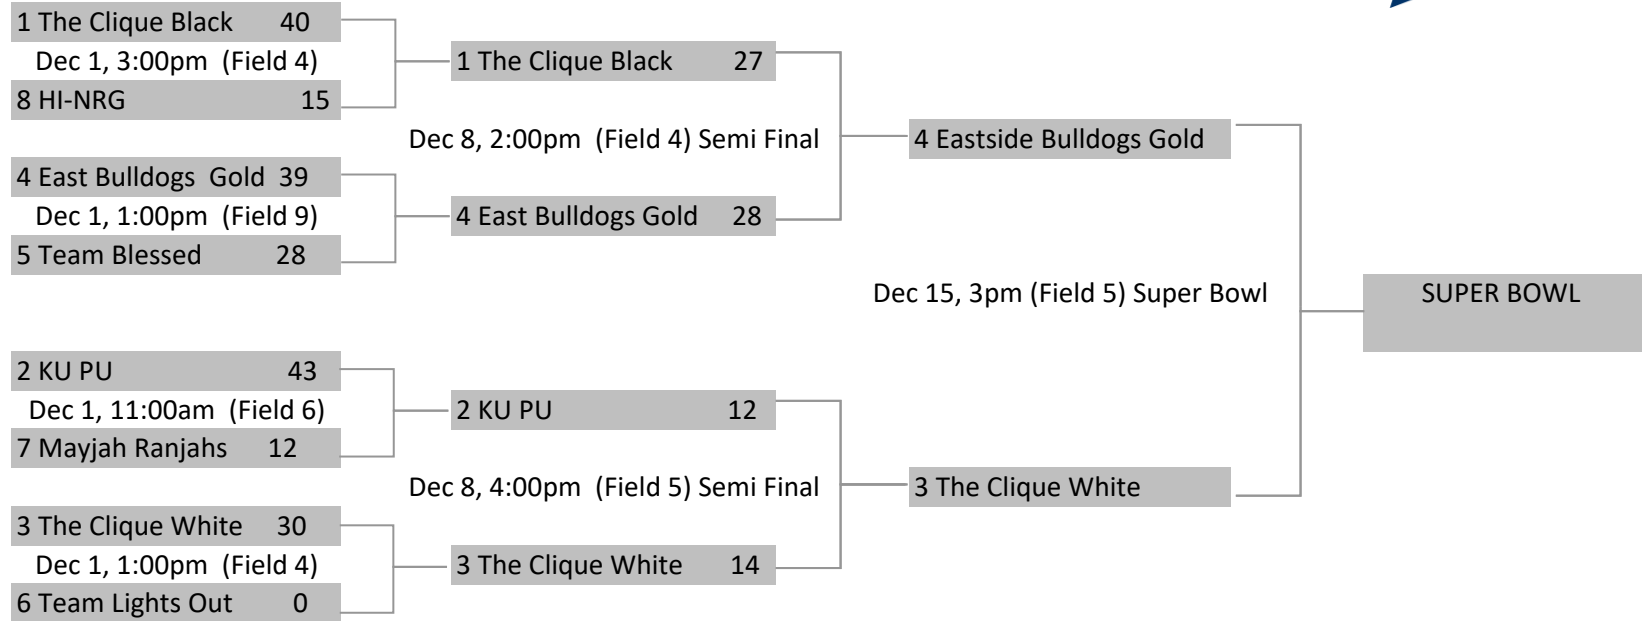 1 The Clique Black 40
Dec 1, 3:00pm (Field 4)
8 HI-NRG 15
4 East Bulldogs Gold 39
Dec 1, 1:00pm (Field 9)
5 Team Blessed 28
2 KU PU 43
Dec 1, 11:00am (Field 6)
7 Mayjah Ranjahs 12
3 The Clique White 30
Dec 1, 1:00pm (Field 4)
6 Team Lights Out 0
1 The Clique Black 27
Dec 8, 2:00pm (Field 4) Semi Final
4 East Bulldogs Gold 28
2 KU PU 12
Dec 8, 4:00pm (Field 5) Semi Final
3 The Clique White 14
4 Eastside Bulldogs Gold
Dec 15, 3pm (Field 5) Super Bowl
3 The Clique White
SUPER BOWL